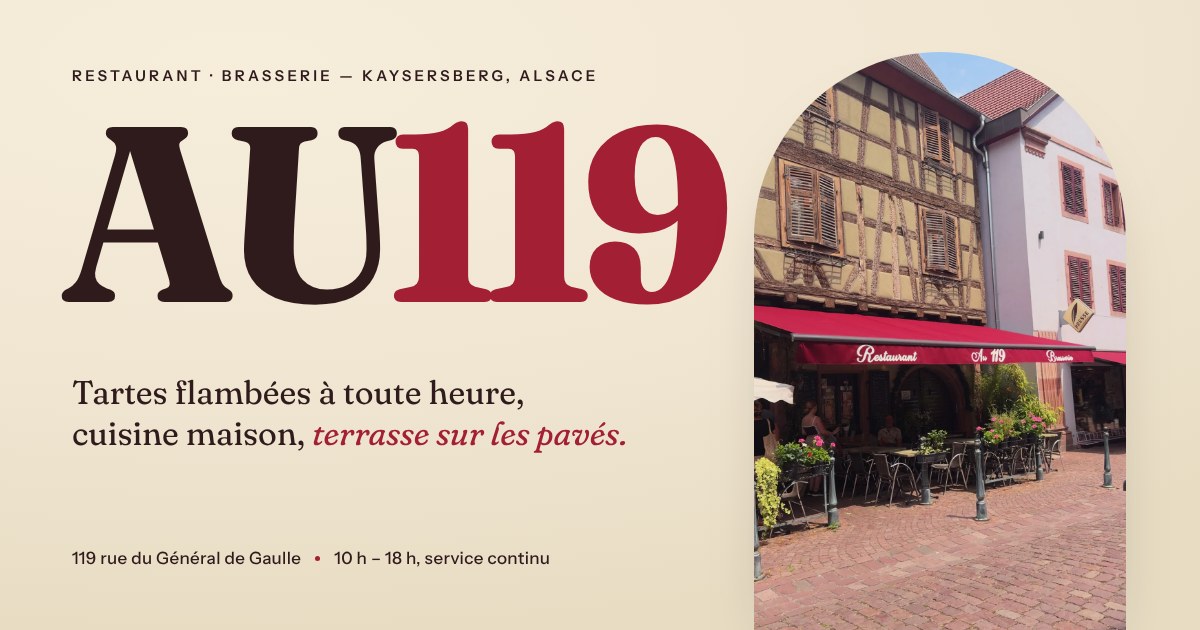 RESTAURANT · BRASSERIE — KAYSERSBERG, ALSACE
AU119
Tartes flambées à toute heure,
cuisine maison, terrasse sur les pavés.
119 rue du Général de Gaulle • 10 h – 18 h, service continu
Restaurant Au 119 Brasserie